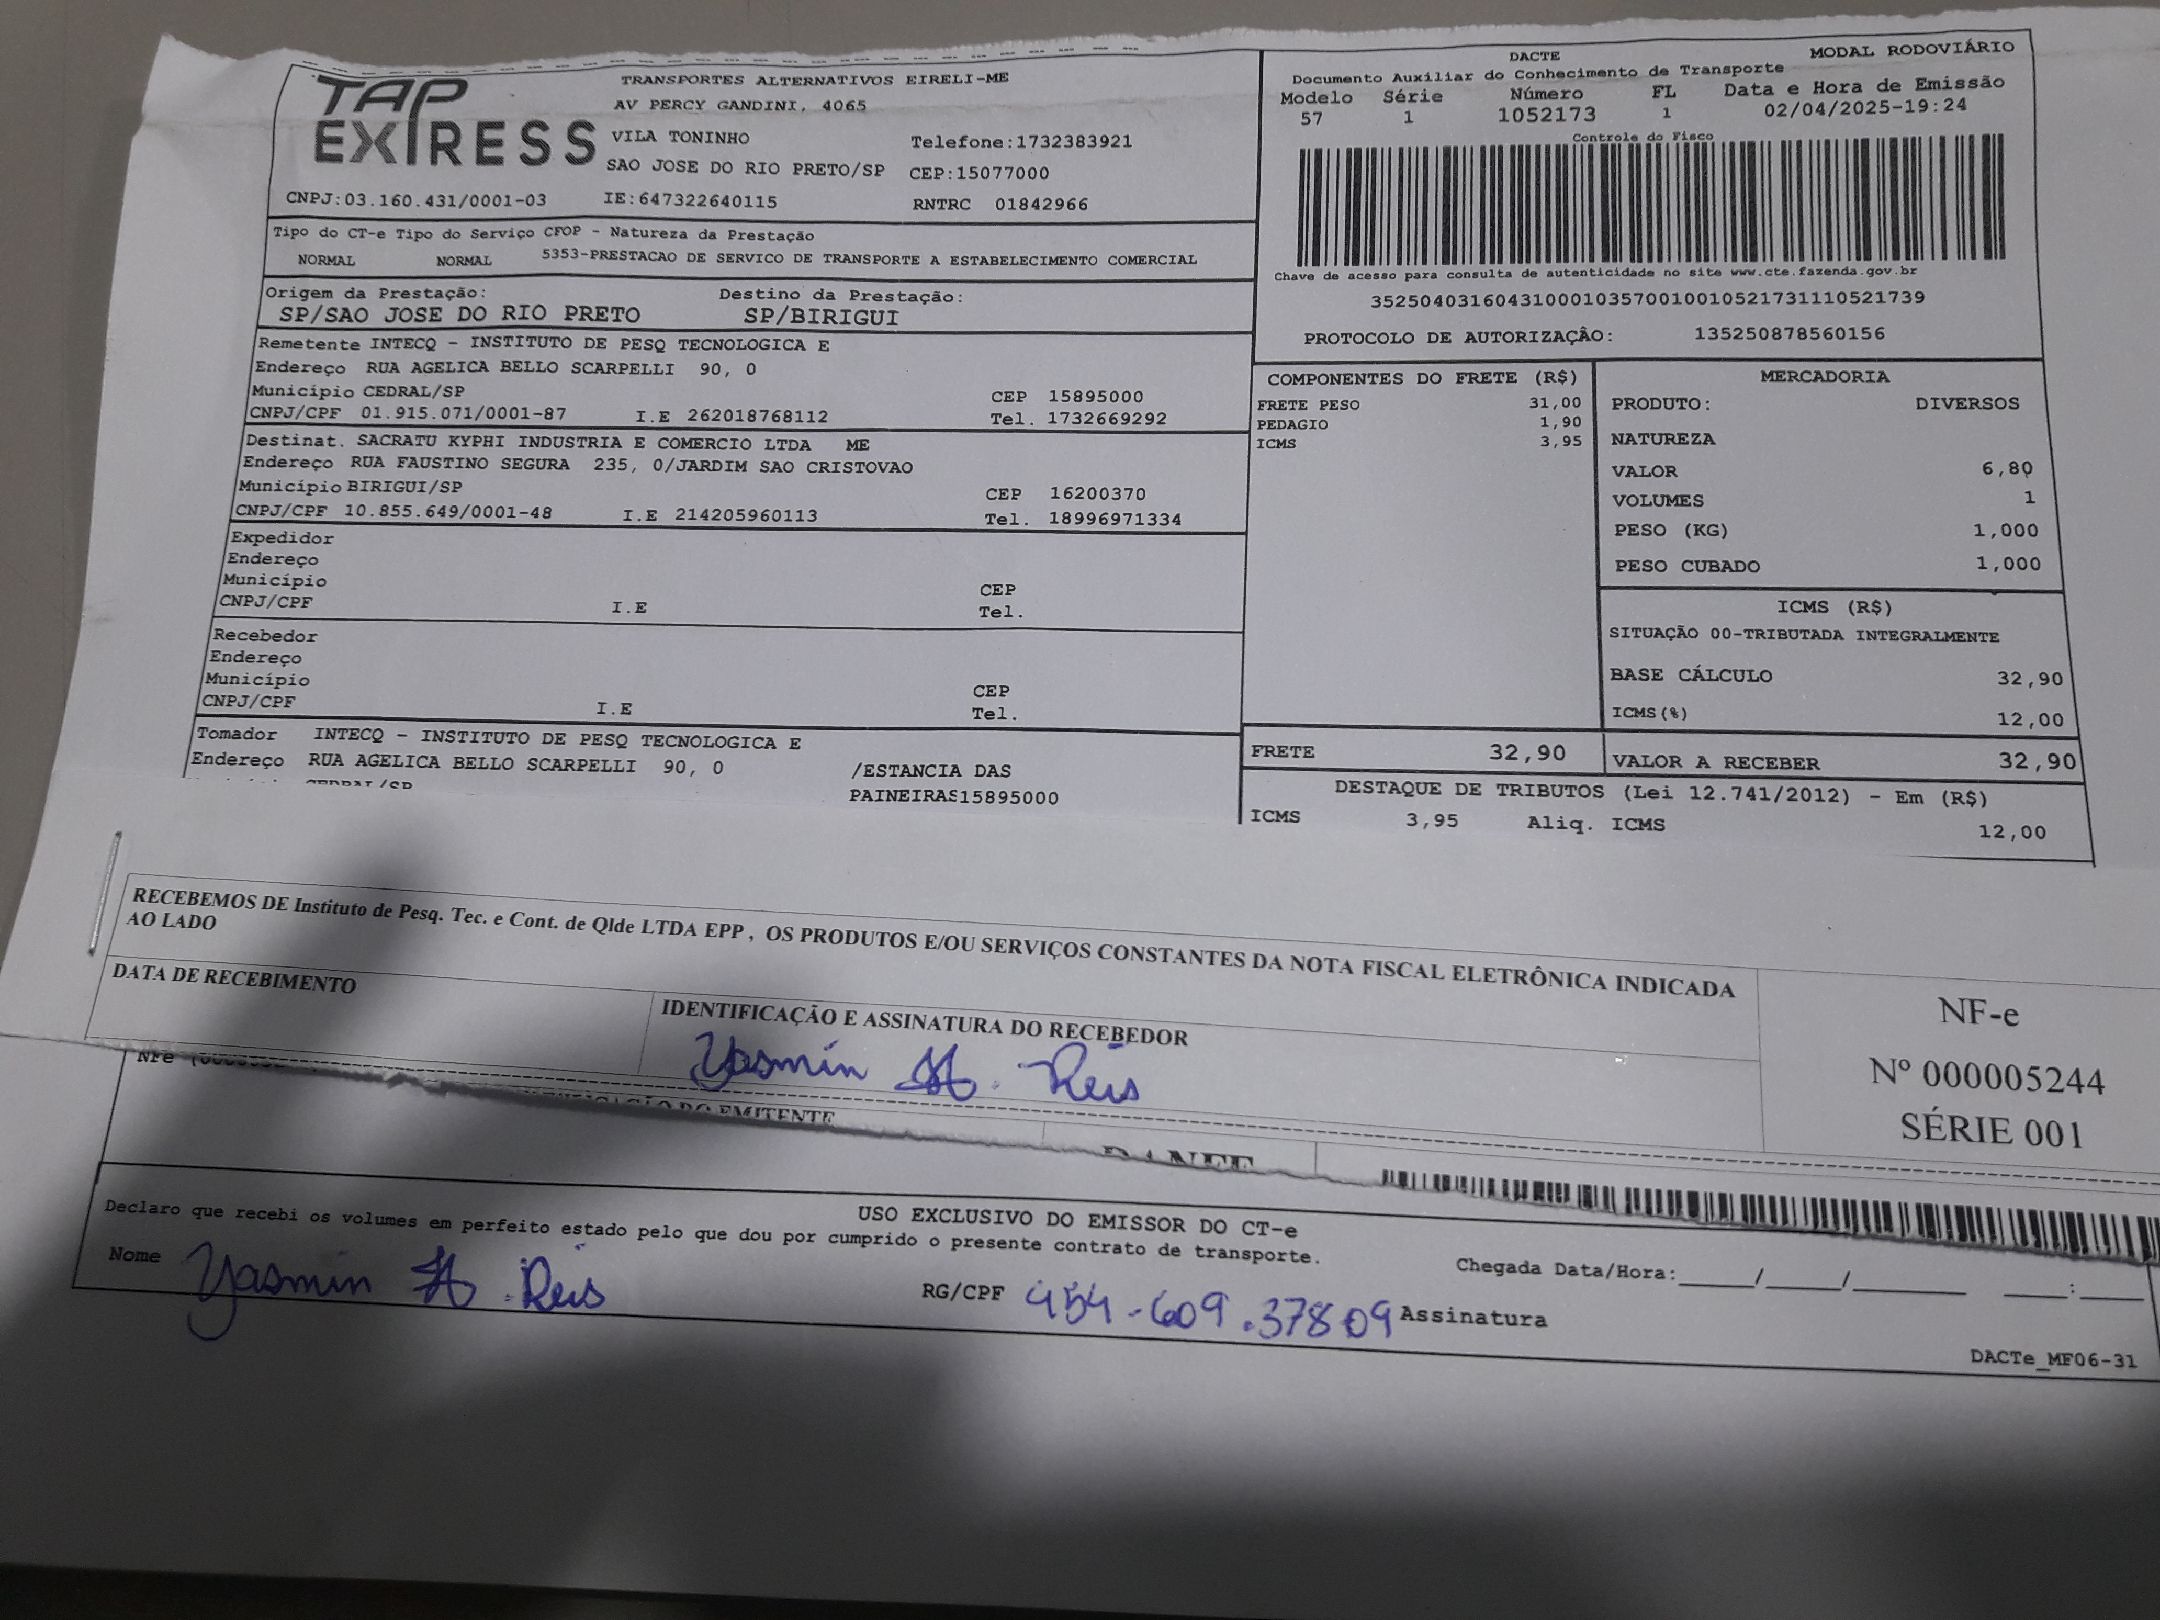 TAP EXPRESS
TRANSPORTES ALTERNATIVOS EIRELI-ME
AV PERCY GANDINI, 4065
VILA TONINHO Telefone:1732383921
SAO JOSE DO RIO PRETO/SP CEP:15077000
CNPJ:03.160.431/0001-03 IE:647322640115 RNTRC 01842966
DACTE MODAL RODOVIÁRIO
Documento Auxiliar do Conhecimento de Transporte
Modelo Série Número FL Data e Hora de Emissão
57 1 1052173 1 02/04/2025-19:24
Controle do Fisco
Chave de acesso para consulta de autenticidade no site www.cte.fazenda.gov.br
35250403160431000103570010010521731110521739
PROTOCOLO DE AUTORIZAÇÃO: 135250878560156
Tipo do CT-e Tipo do Serviço CFOP - Natureza da Prestação
NORMAL NORMAL 5353-PRESTACAO DE SERVICO DE TRANSPORTE A ESTABELECIMENTO COMERCIAL
Origem da Prestação: Destino da Prestação:
SP/SAO JOSE DO RIO PRETO SP/BIRIGUI
Remetente INTECQ - INSTITUTO DE PESQ TECNOLOGICA E
Endereço RUA AGELICA BELLO SCARPELLI 90, 0
Município CEDRAL/SP CEP 15895000
CNPJ/CPF 01.915.071/0001-87 I.E 262018768112 Tel. 1732669292
Destinat. SACRATU KYPHI INDUSTRIA E COMERCIO LTDA ME
Endereço RUA FAUSTINO SEGURA 235, 0/JARDIM SAO CRISTOVAO
Município BIRIGUI/SP CEP 16200370
CNPJ/CPF 10.855.649/0001-48 I.E 214205960113 Tel. 18996971334
Expedidor
Endereço
Município CEP
CNPJ/CPF I.E Tel.
Recebedor
Endereço
Município CEP
CNPJ/CPF I.E Tel.
Tomador INTECQ - INSTITUTO DE PESQ TECNOLOGICA E
Endereço RUA AGELICA BELLO SCARPELLI 90, 0 /ESTANCIA DAS
CEDRAL/SP PAINEIRAS15895000
COMPONENTES DO FRETE (R$)
FRETE PESO 31,00
PEDAGIO 1,90
ICMS 3,95
MERCADORIA
PRODUTO: DIVERSOS
NATUREZA
VALOR 6,80
VOLUMES 1
PESO (KG) 1,000
PESO CUBADO 1,000
ICMS (R$)
SITUAÇÃO 00-TRIBUTADA INTEGRALMENTE
BASE CÁLCULO 32,90
ICMS(%) 12,00
FRETE 32,90 VALOR A RECEBER 32,90
DESTAQUE DE TRIBUTOS (Lei 12.741/2012) - Em (R$)
ICMS 3,95 Aliq. ICMS 12,00
RECEBEMOS DE Instituto de Pesq. Tec. e Cont. de Qlde LTDA EPP , OS PRODUTOS E/OU SERVIÇOS CONSTANTES DA NOTA FISCAL ELETRÔNICA INDICADA
AO LADO
DATA DE RECEBIMENTO IDENTIFICAÇÃO E ASSINATURA DO RECEBEDOR
Yasmin H. Reis
NF-e
Nº 000005244
SÉRIE 001
NFe
DO EMITENTE
DANFE
USO EXCLUSIVO DO EMISSOR DO CT-e
Declaro que recebi os volumes em perfeito estado pelo que dou por cumprido o presente contrato de transporte.
Nome Yasmin H. Reis RG/CPF 454-609.37809 Assinatura
Chegada Data/Hora:_____/_____/_______ ____:____
DACTe_MF06-31